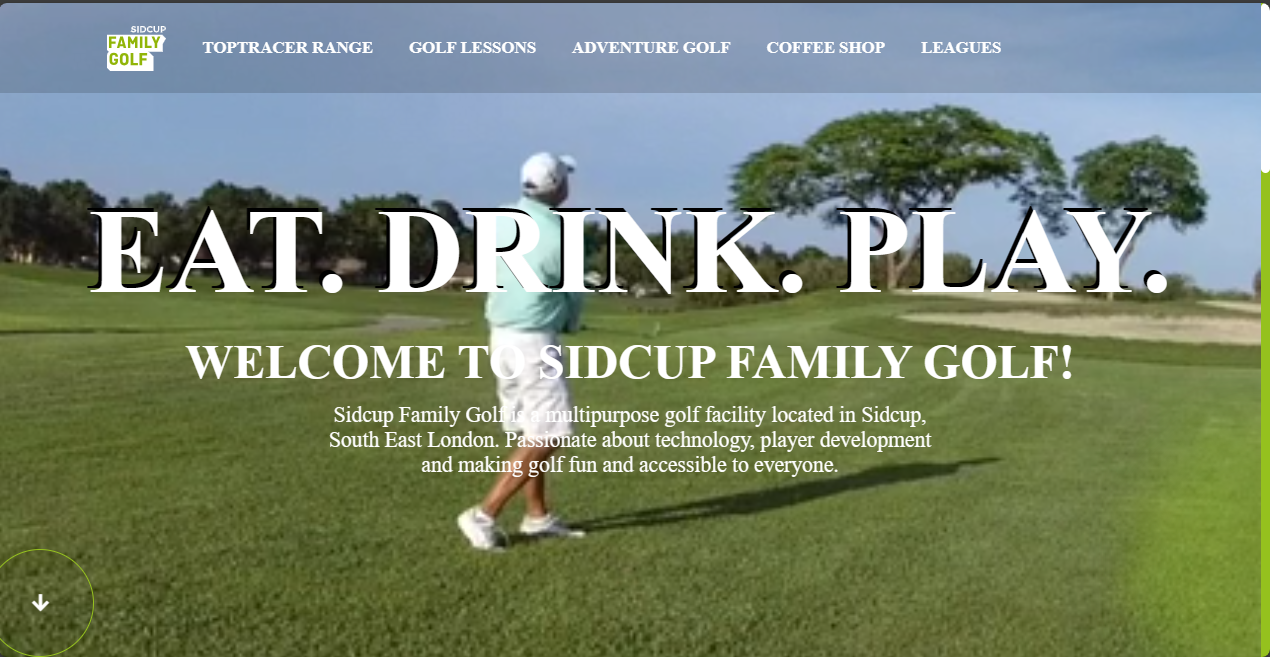 SIDCUP
FAMILY
GOLF
TOPTRACER RANGE GOLF LESSONS ADVENTURE GOLF COFFEE SHOP LEAGUES
EAT. DRINK. PLAY.
WELCOME TO SIDCUP FAMILY GOLF!
Sidcup Family Golf is a multipurpose golf facility located in Sidcup,
South East London. Passionate about technology, player development
and making golf fun and accessible to everyone.